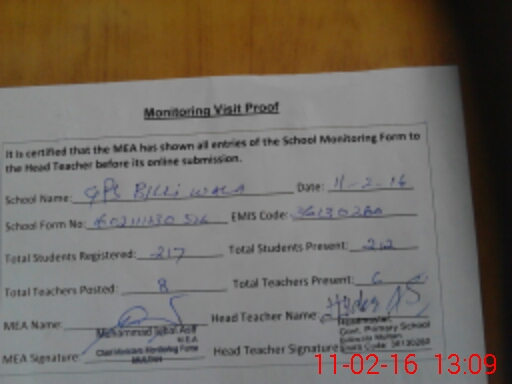 Monitoring Visit Proof
It is certified that the MEA has shown all entries of the School Monitoring Form to
the Head Teacher before its online submission.
School Name: GPS Date: 11-2-16
School Form No: EMIS Code:
Total Students Registered: 217 Total Students Present: 212
Total Teachers Posted: 8 Total Teachers Present: 6
MEA Name: Head Teacher Name:
Muhammad Iqbal Asif
M.E.A
MEA Signature: Head Teacher Signature
Govt. Primary School
11-02-16 13:09